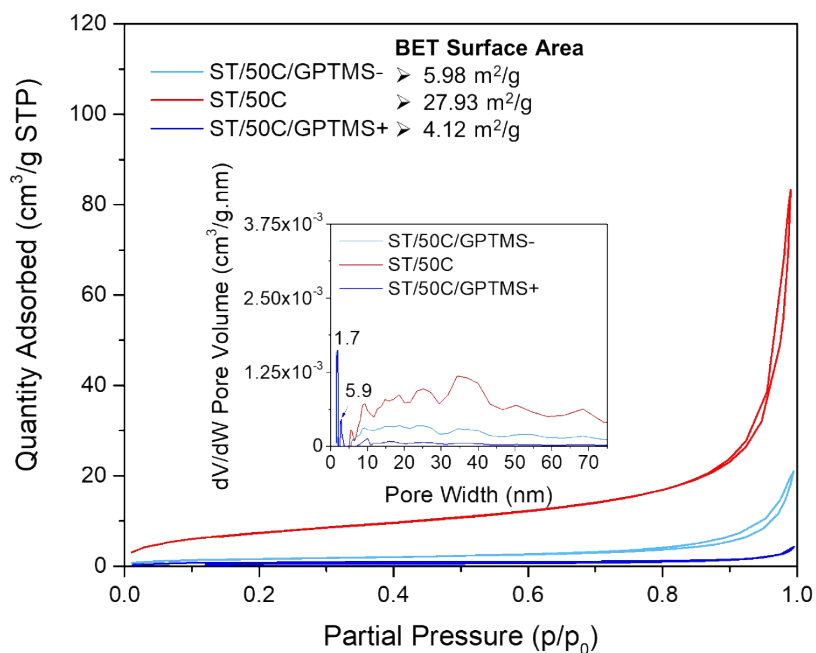 BET Surface Area
ST/50C/GPTMS- ➢ 5.98 m²/g
ST/50C ➢ 27.93 m²/g
ST/50C/GPTMS+ ➢ 4.12 m²/g
Quantity Adsorbed (cm³/g STP)
120
100
80
60
40
20
0
0.0
0.2
0.4
0.6
0.8
1.0
Partial Pressure (p/p₀)
dV/dW Pore Volume (cm³/g.nm)
3.75x10⁻³
2.50x10⁻³
1.25x10⁻³
0
ST/50C/GPTMS-
ST/50C
ST/50C/GPTMS+
1.7
5.9
0
10
20
30
40
50
60
70
Pore Width (nm)